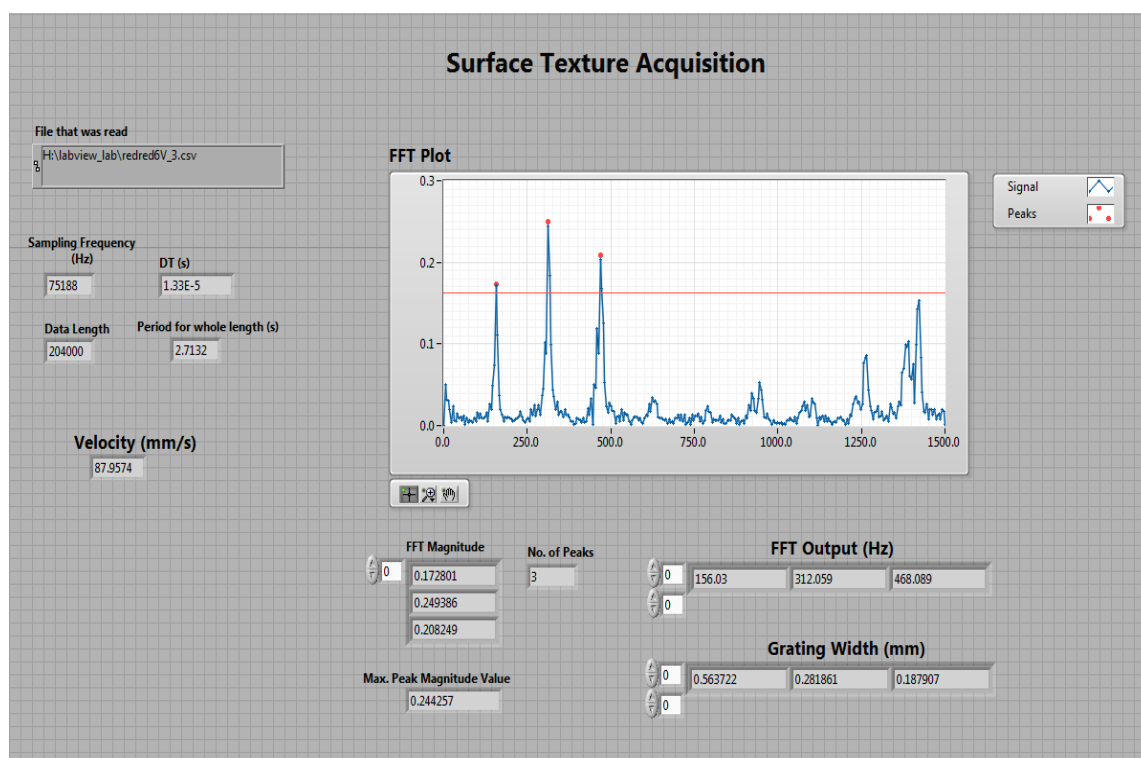 Surface Texture Acquisition
File that was read
H:\labview_lab\redred6V_3.csv
Sampling Frequency
(Hz)
75188
DT (s)
1.33E-5
Data Length
204000
Period for whole length (s)
2.7132
Velocity (mm/s)
87.9574
FFT Plot
0.3
0.2
0.1
0.0
0.0 250.0 500.0 750.0 1000.0 1250.0 1500.0
Signal
Peaks
FFT Magnitude
0
0.172801
0.249386
0.208249
No. of Peaks
3
Max. Peak Magnitude Value
0.244257
FFT Output (Hz)
0 156.03 312.059 468.089
0
Grating Width (mm)
0 0.563722 0.281861 0.187907
0